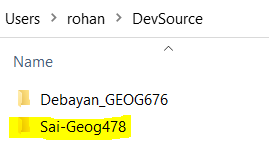 Users > rohan > DevSource
Name
Debayan_GEOG676
Sai-Geog478